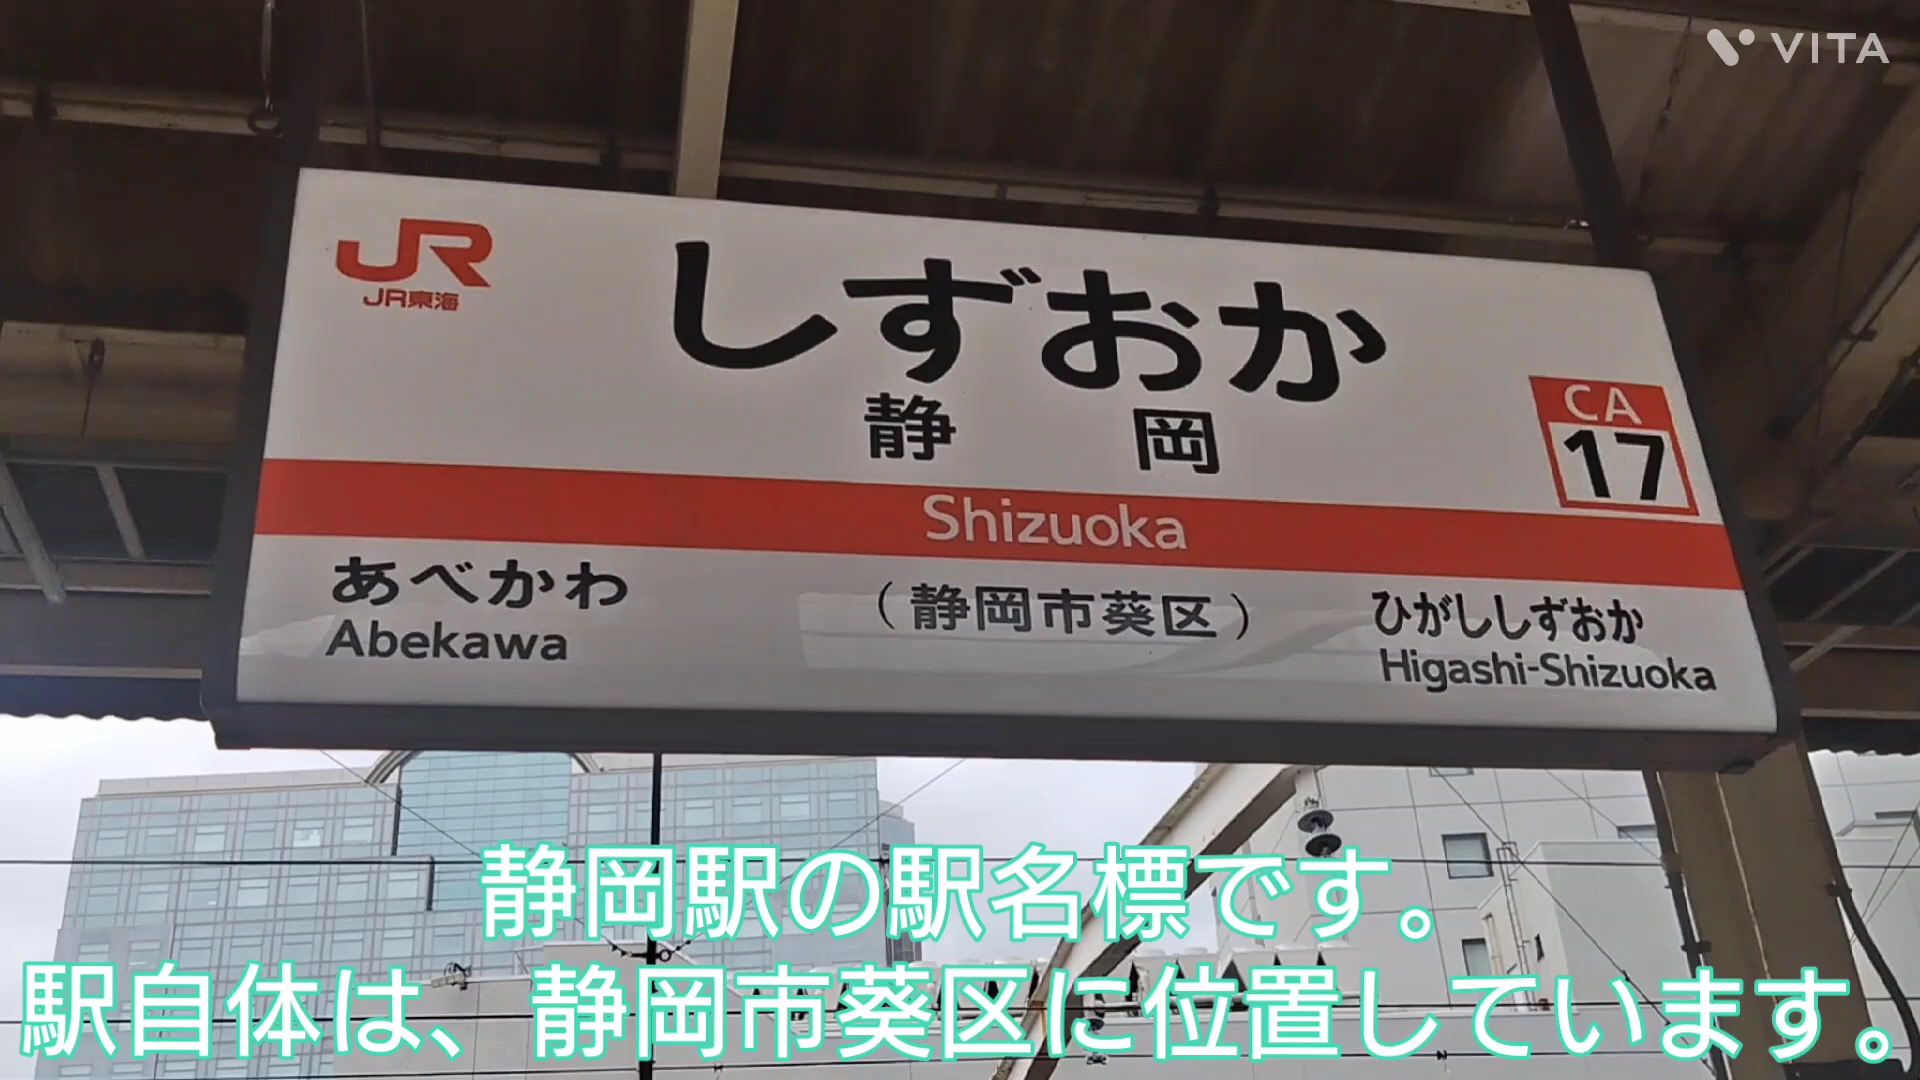 VITA
JR
JR東海
しずおか
静岡
CA
17
Shizuoka
あべかわ
Abekawa
（静岡市葵区）
ひがししずおか
Higashi-Shizuoka
静岡駅の駅名標です。
駅自体は、静岡市葵区に位置しています。